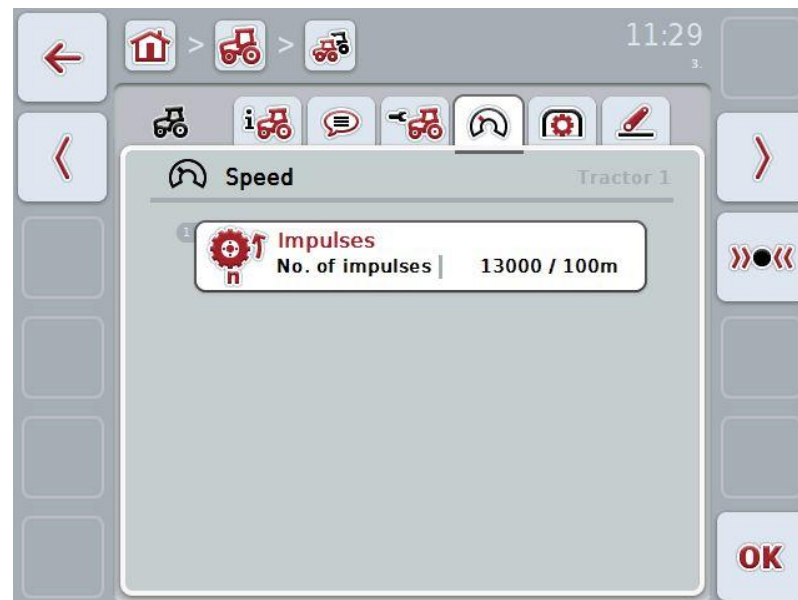 11:29
3.
Speed
Tractor 1
1
Impulses
No. of impulses
13000 / 100m
n
OK